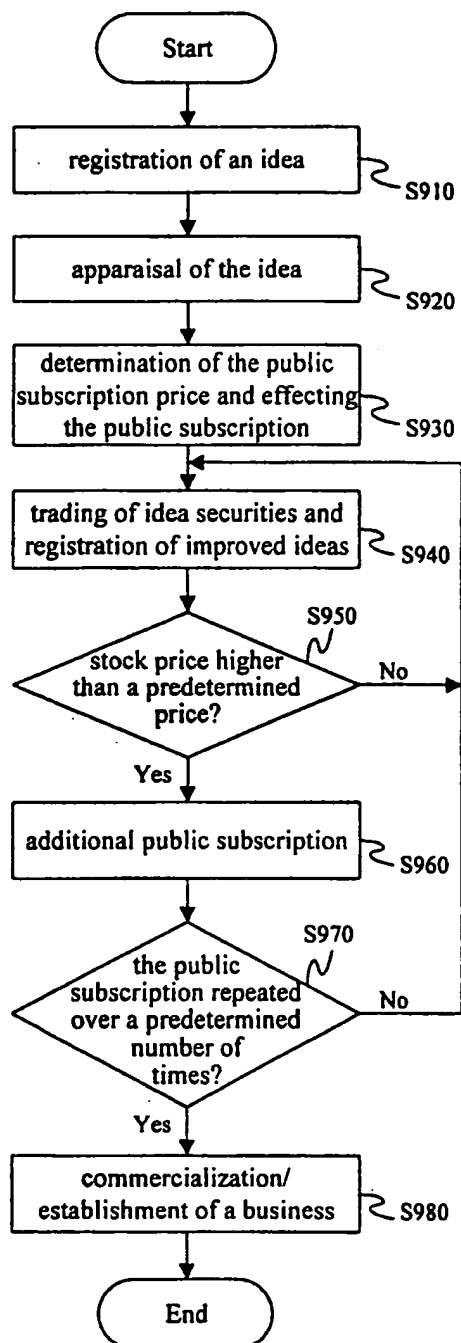 Start
registration of an idea
S910
apparaisal of the idea
S920
determination of the public
subscription price and effecting
the public subscription
S930
trading of idea securities and
registration of improved ideas
S940
S950
stock price higher
than a predetermined
price?
No
Yes
additional public subscription
S960
S970
the public
subscription repeated
over a predetermined
number of
times?
No
Yes
commercialization/
establishment of a business
S980
End